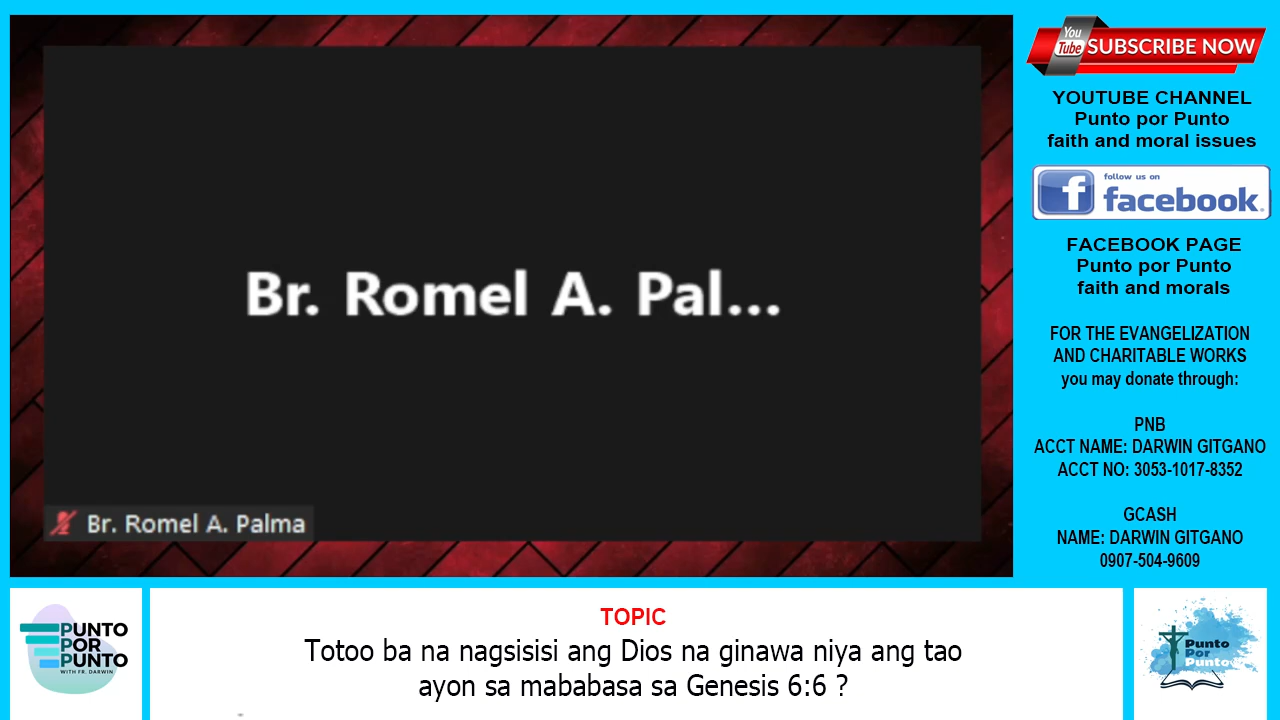 Br. Romel A. Pal...
Br. Romel A. Palma
You
Tube
SUBSCRIBE NOW
YOUTUBE CHANNEL
Punto por Punto
faith and moral issues
follow us on
f facebook.
FACEBOOK PAGE
Punto por Punto
faith and morals
FOR THE EVANGELIZATION
AND CHARITABLE WORKS
you may donate through:
PNB
ACCT NAME: DARWIN GITGANO
ACCT NO: 3053-1017-8352
GCASH
NAME: DARWIN GITGANO
0907-504-9609
PUNTO
POR
PUNTO
WITH FR. DARWIN
TOPIC
Totoo ba na nagsisisi ang Dios na ginawa niya ang tao
ayon sa mababasa sa Genesis 6:6 ?
Punto
Por
Punto